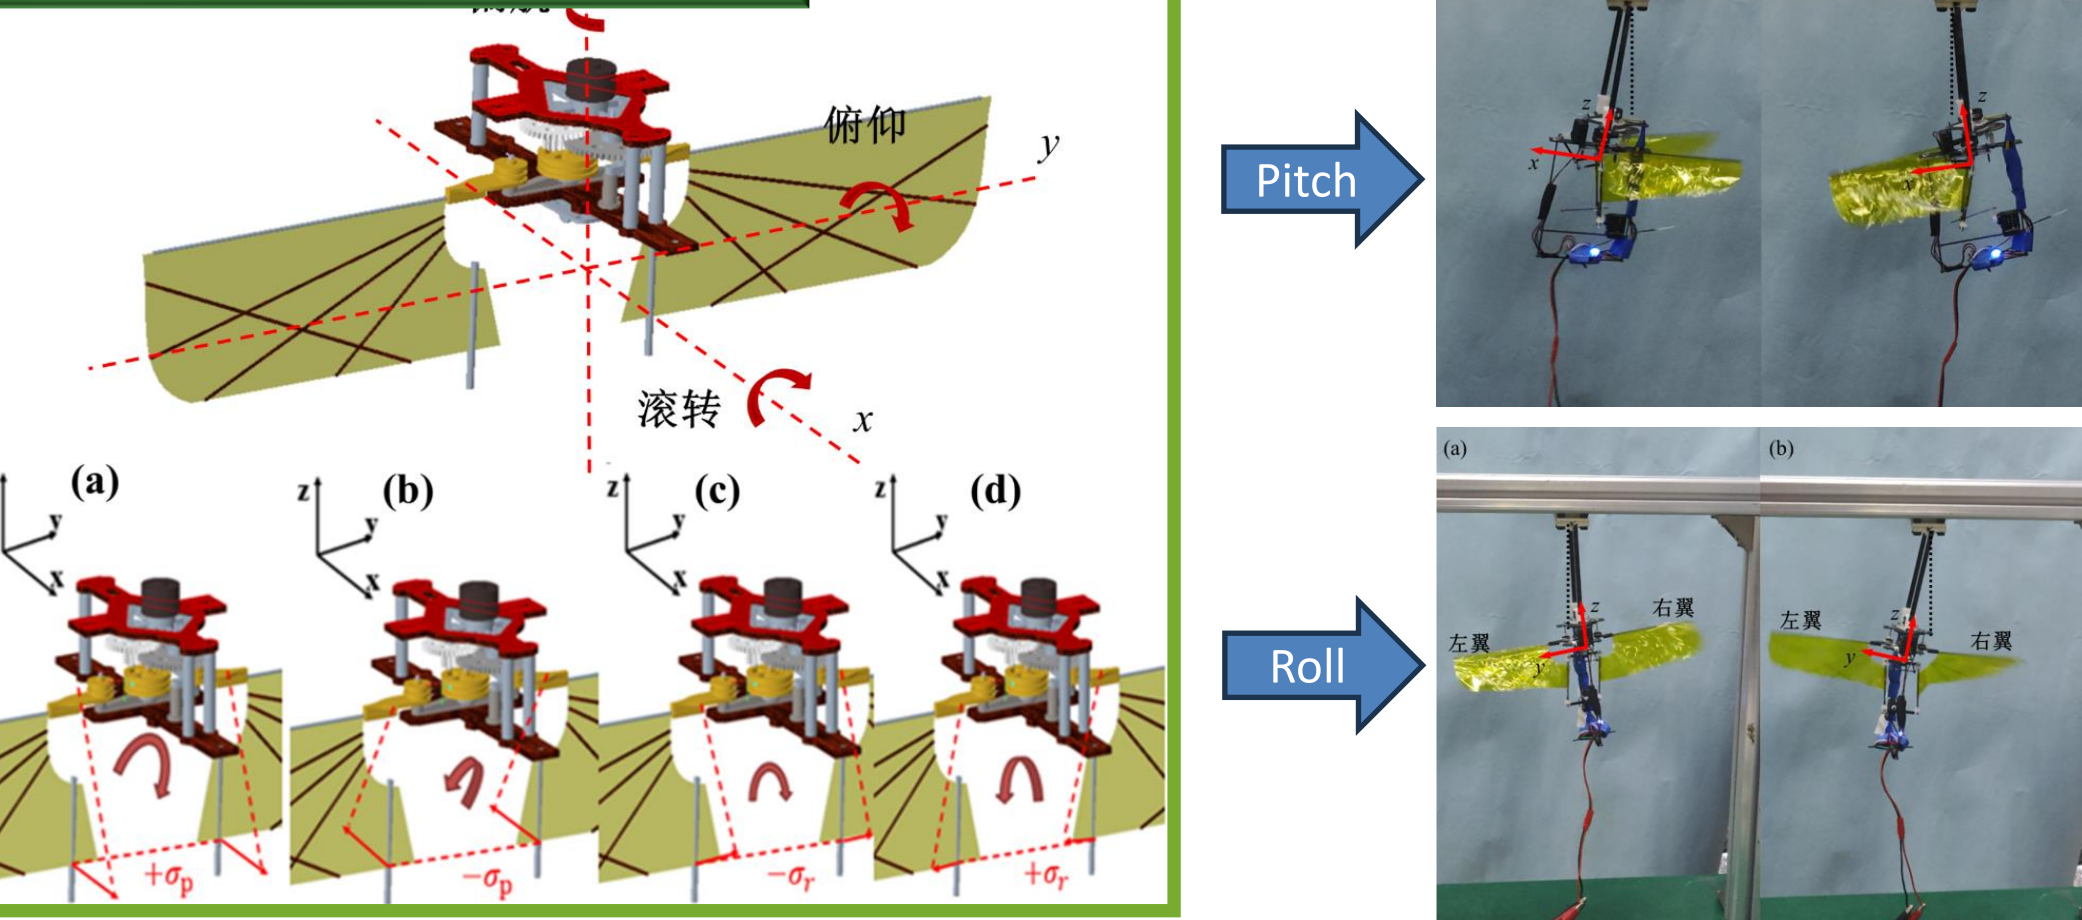 俯仰
y
滚转
x
(a)
y
x
z
(b)
y
x
z
(c)
y
x
z
(d)
y
x
+σp
−σp
−σr
+σr
Pitch
z
x
z
x
Roll
(a)
z
右翼
左翼
y
(b)
左翼
z
右翼
y